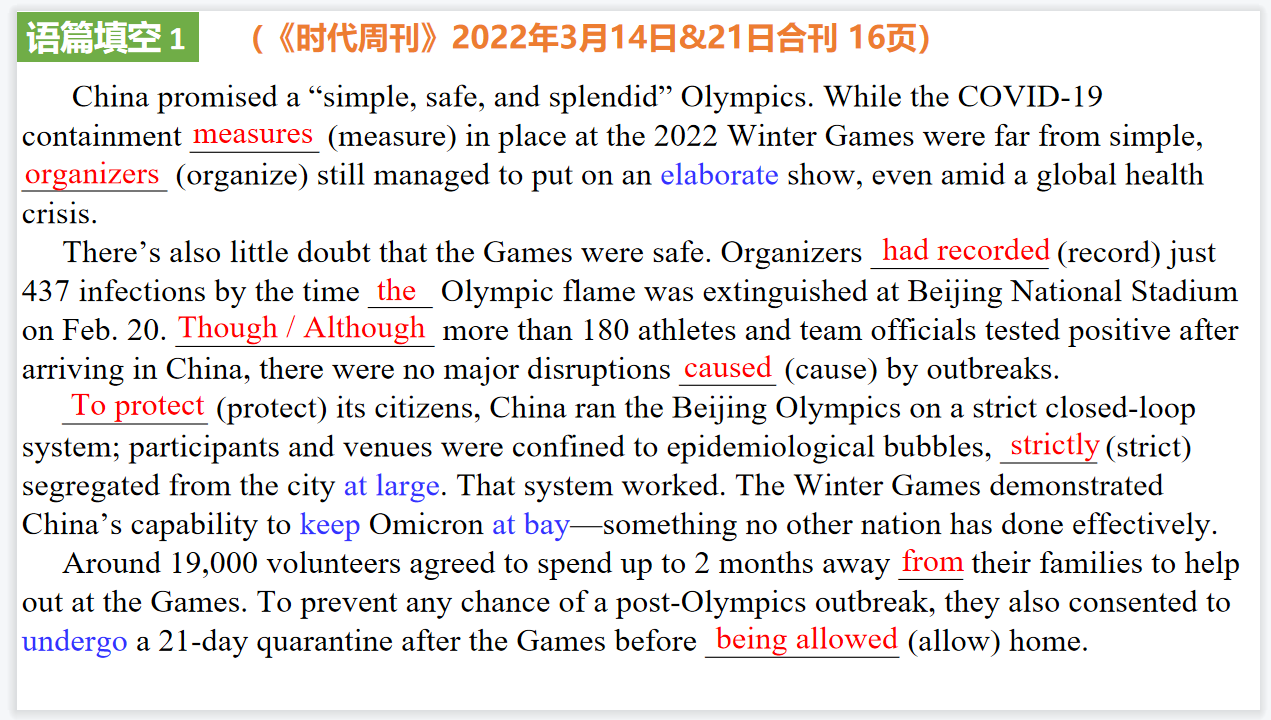 语篇填空 1 (《时代周刊》2022年3月14日&21日合刊 16页)
China promised a “simple, safe, and splendid” Olympics. While the COVID-19
containment measures (measure) in place at the 2022 Winter Games were far from simple,
organizers (organize) still managed to put on an elaborate show, even amid a global health
crisis.
There’s also little doubt that the Games were safe. Organizers had recorded (record) just
437 infections by the time the Olympic flame was extinguished at Beijing National Stadium
on Feb. 20. Though / Although more than 180 athletes and team officials tested positive after
arriving in China, there were no major disruptions caused (cause) by outbreaks.
To protect (protect) its citizens, China ran the Beijing Olympics on a strict closed-loop
system; participants and venues were confined to epidemiological bubbles, strictly (strict)
segregated from the city at large. That system worked. The Winter Games demonstrated
China’s capability to keep Omicron at bay—something no other nation has done effectively.
Around 19,000 volunteers agreed to spend up to 2 months away from their families to help
out at the Games. To prevent any chance of a post-Olympics outbreak, they also consented to
undergo a 21-day quarantine after the Games before being allowed (allow) home.